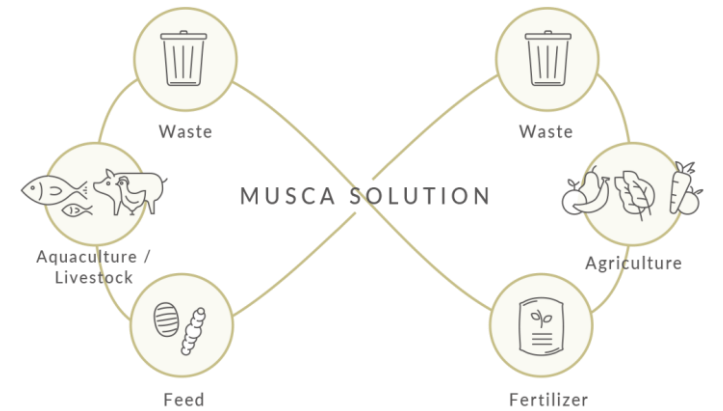 Waste
Waste
MUSCA SOLUTION
Aquaculture /
Livestock
Agriculture
Feed
Fertilizer